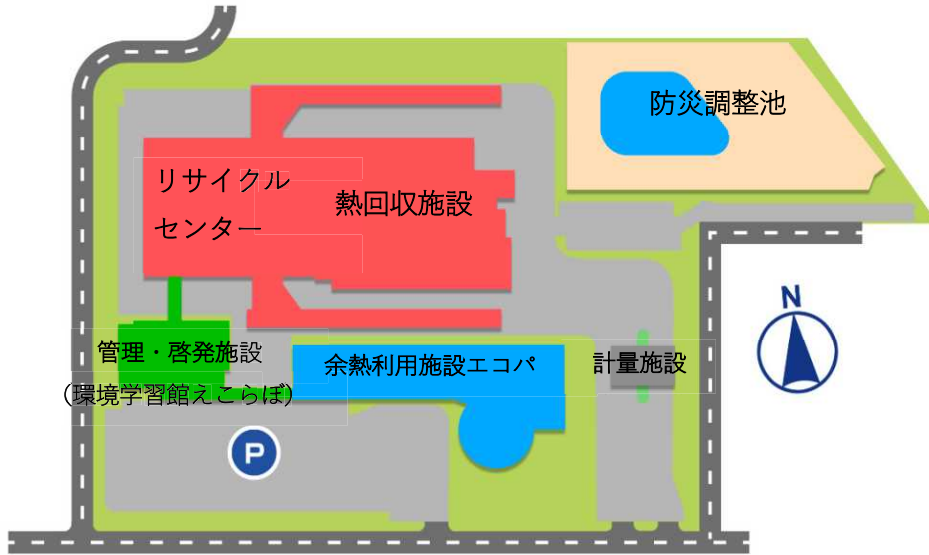 防災調整池
リサイクル
センター
熱回収施設
N
管理・啓発施設
(環境学習館えこらぼ)
余熱利用施設エコパ
計量施設
P